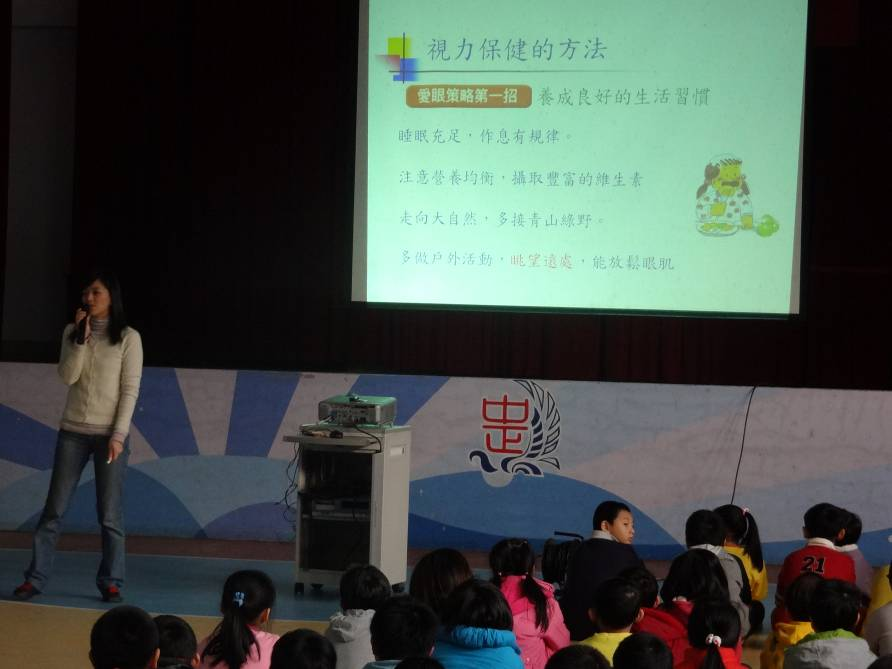 視力保健的方法
愛眼策略第一招 養成良好的生活習慣
睡眠充足，作息有規律。
注意營養均衡，攝取豐富的維生素
走向大自然，多接青山綠野。
多做戶外活動，眺望遠處，能放鬆眼肌
忠
21